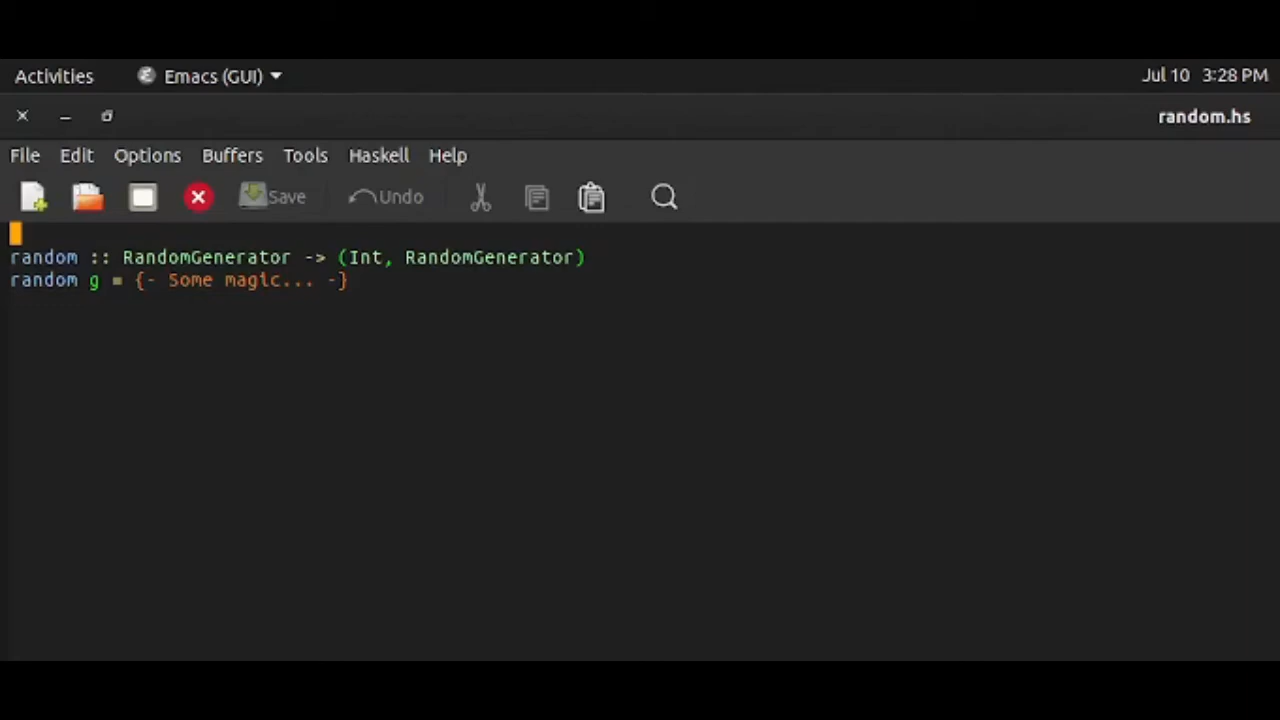 Activities Emacs (GUI) Jul 10 3:28 PM
random.hs
File Edit Options Buffers Tools Haskell Help
Save Undo
random :: RandomGenerator -> (Int, RandomGenerator)
random g = {- Some magic... -}